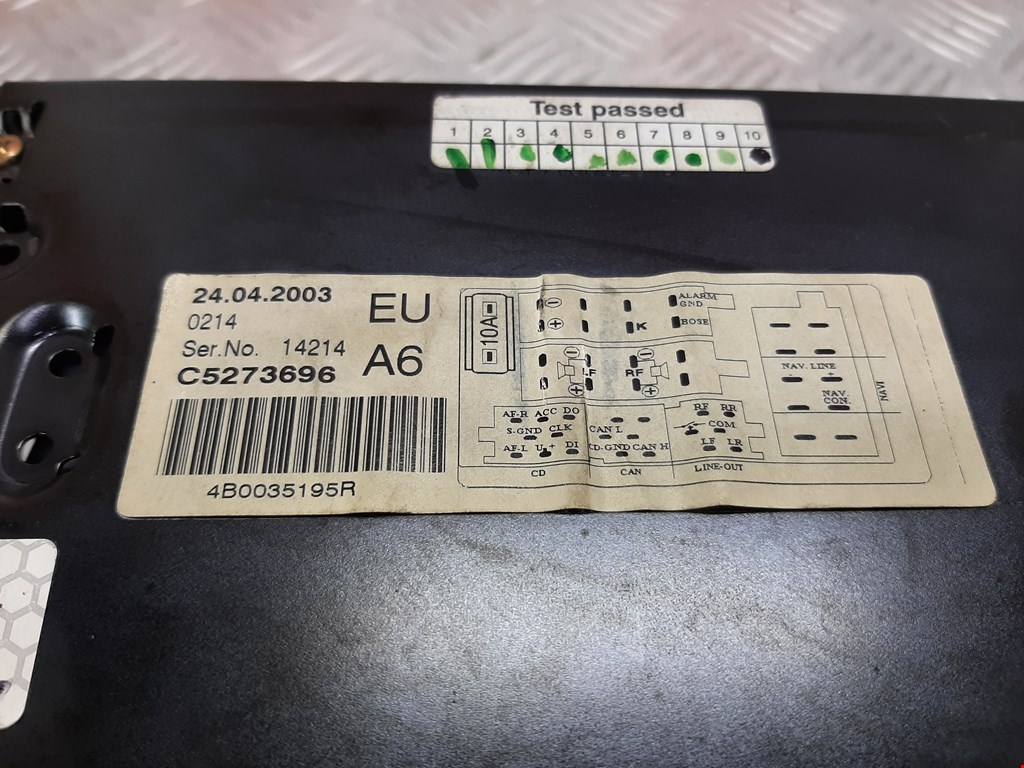 Test passed
1 2 3 4 5 6 7 8 9 10
24.04.2003
EU
0214
Ser.No. 14214
A6
C5273696
4B0035195R
10A
ALARM
GND
K
BOSE
LF
RF
AF-R ACC DO
S-GND CLK
AF-L U + DI
CD
CAN L
CD-GND CAN H
CAN
RF RR
COM
LF LR
LINE-OUT
NAV. LINE
- +
NAV.
CON.
NAVI